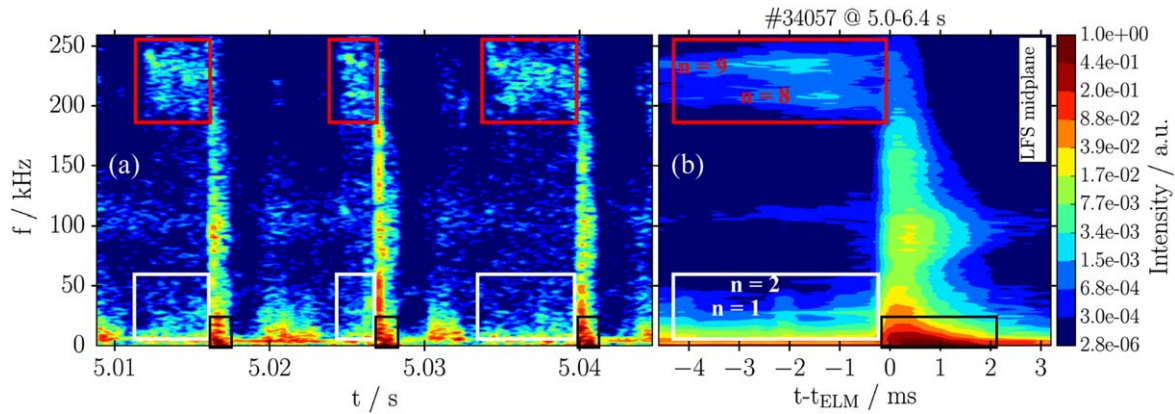 #34057 @ 5.0-6.4 s
250
200
150
100
50
0
f / kHz
(a)
5.01
5.02
5.03
5.04
t / s
n = 9
n = 8
LFS midplane
(b)
n = 2
n = 1
−4
−3
−2
−1
0
1
2
3
t-tELM / ms
1.0e+00
4.4e-01
2.1e-01
8.8e-02
3.9e-02
1.7e-02
7.7e-03
3.4e-03
1.5e-03
6.8e-04
3.0e-04
2.8e-06
Intensity / a.u.